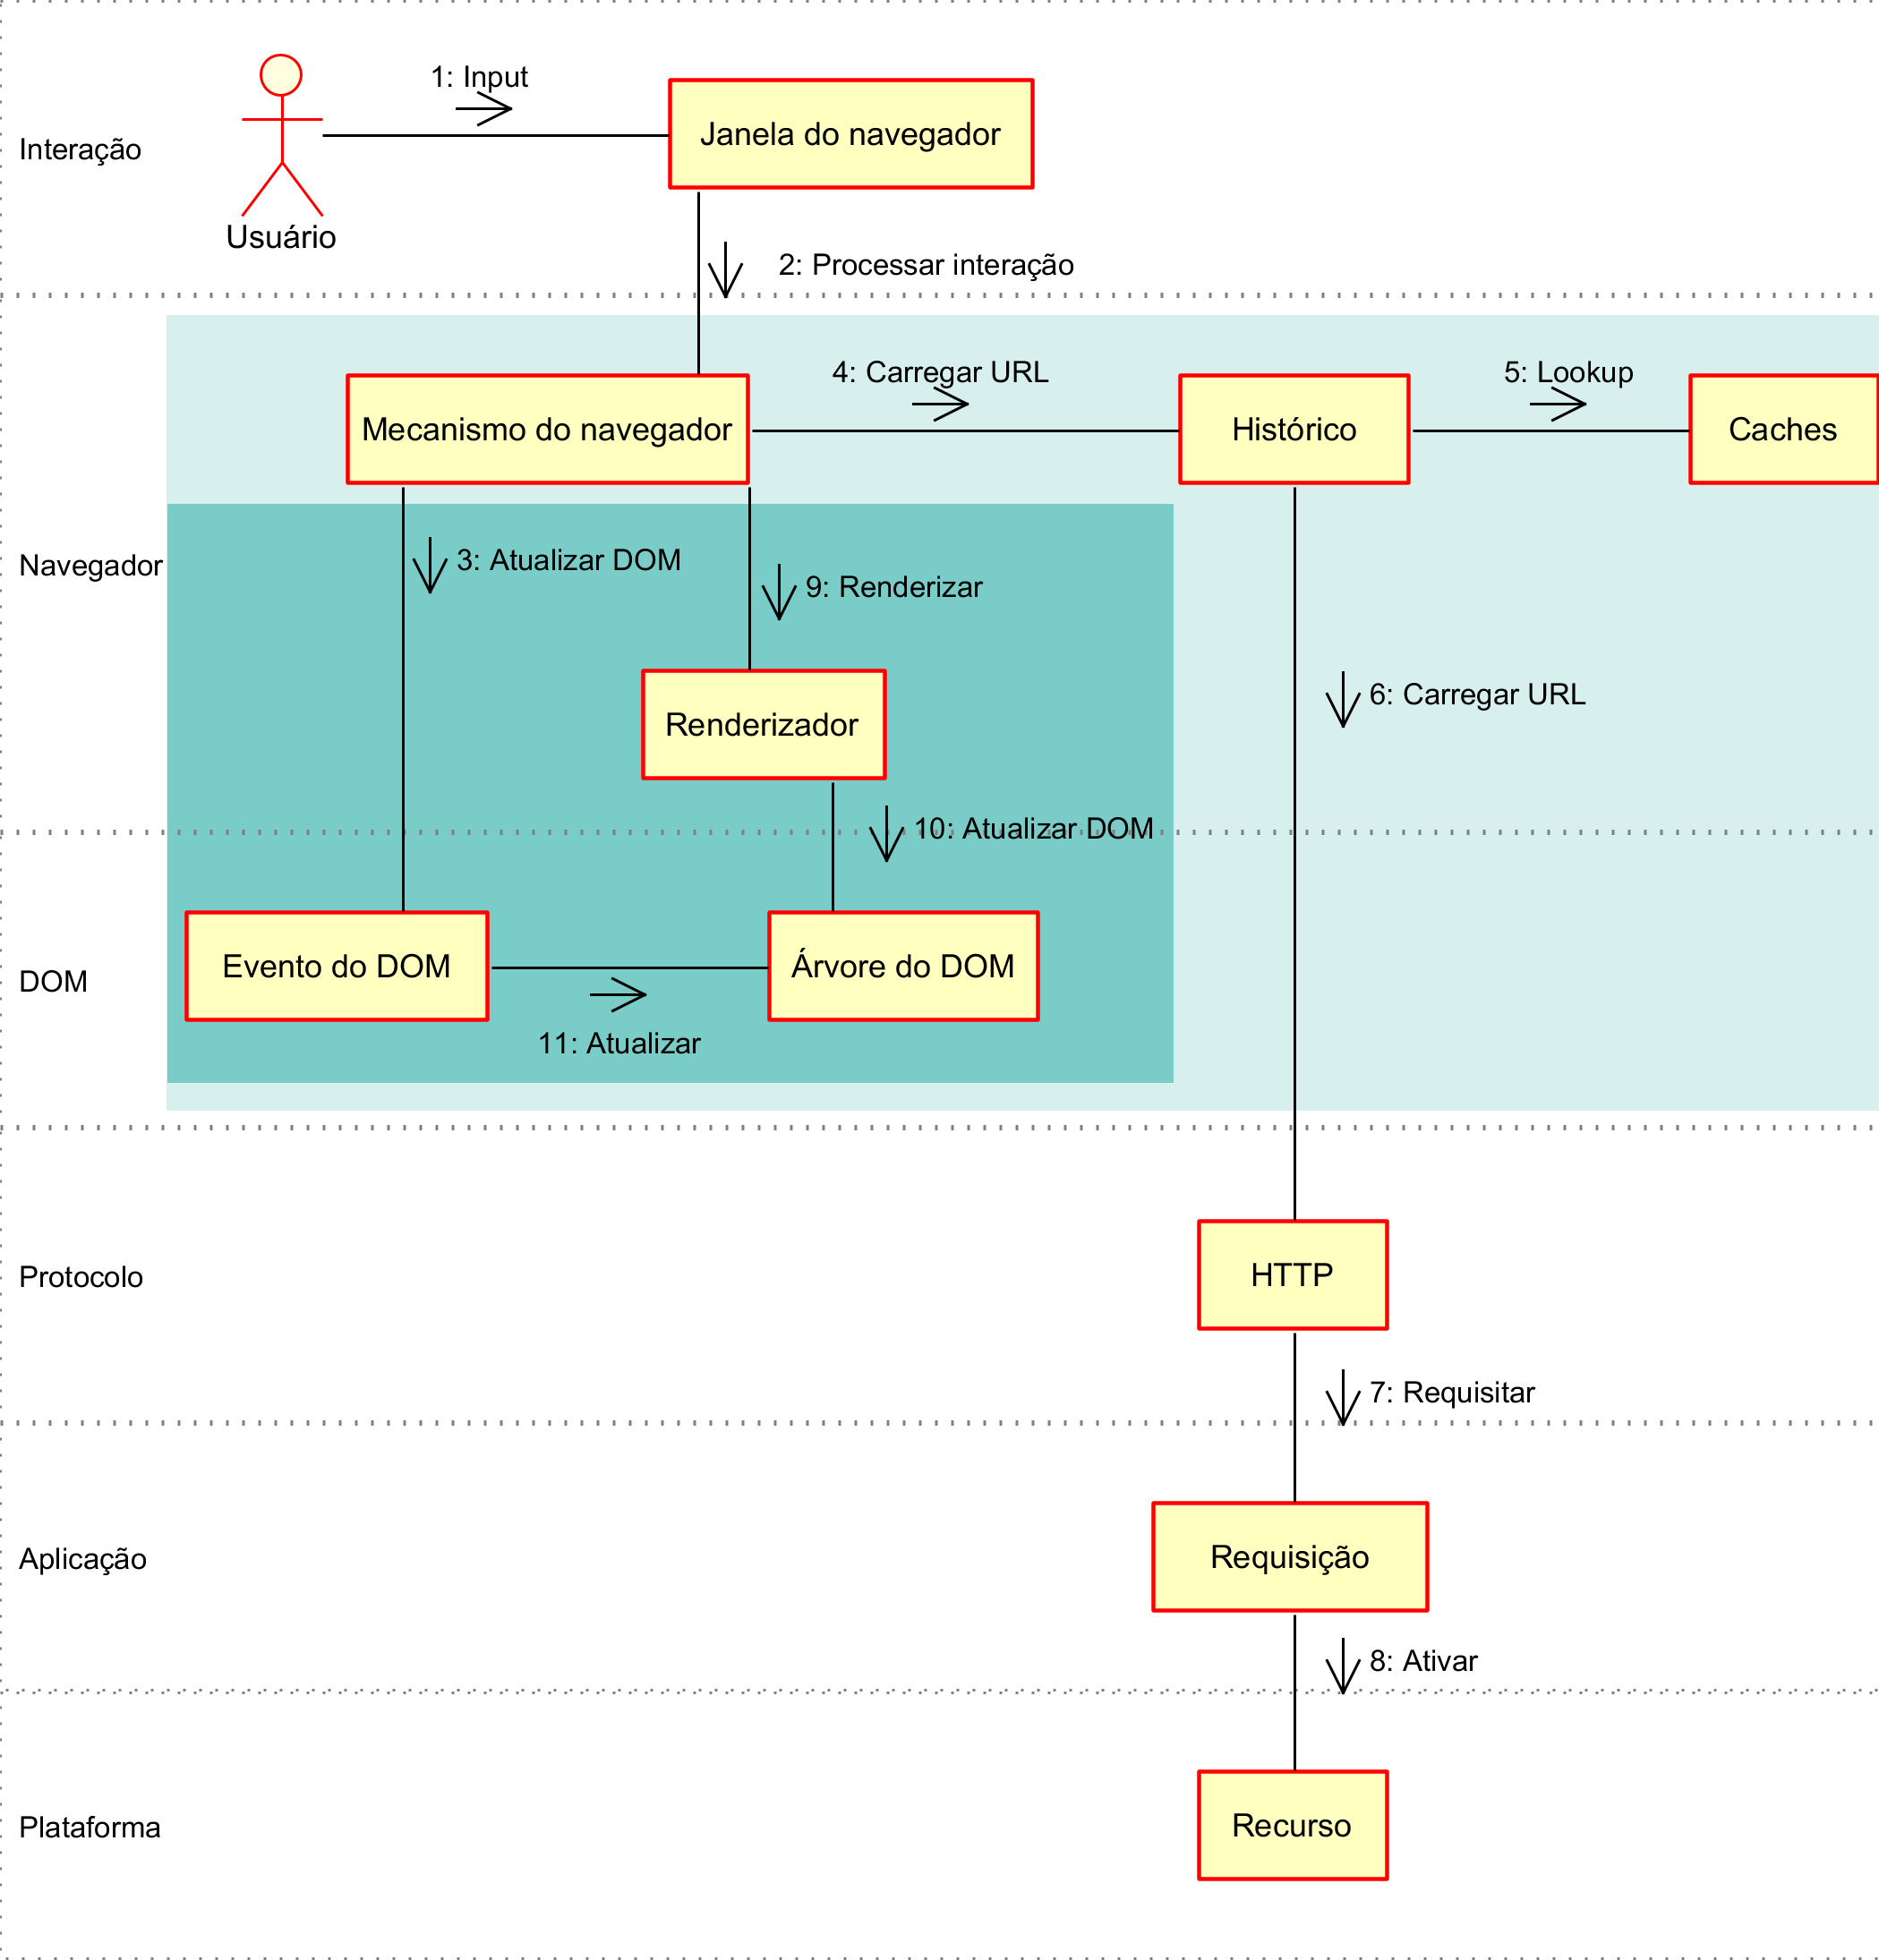 1: Input
Janela do navegador
Interação
Usuário
2: Processar interação
4: Carregar URL
5: Lookup
Mecanismo do navegador
Histórico
Caches
Navegador
3: Atualizar DOM
9: Renderizar
6: Carregar URL
Renderizador
10: Atualizar DOM
Evento do DOM
Árvore do DOM
DOM
11: Atualizar
Protocolo
HTTP
7: Requisitar
Aplicação
Requisição
8: Ativar
Plataforma
Recurso